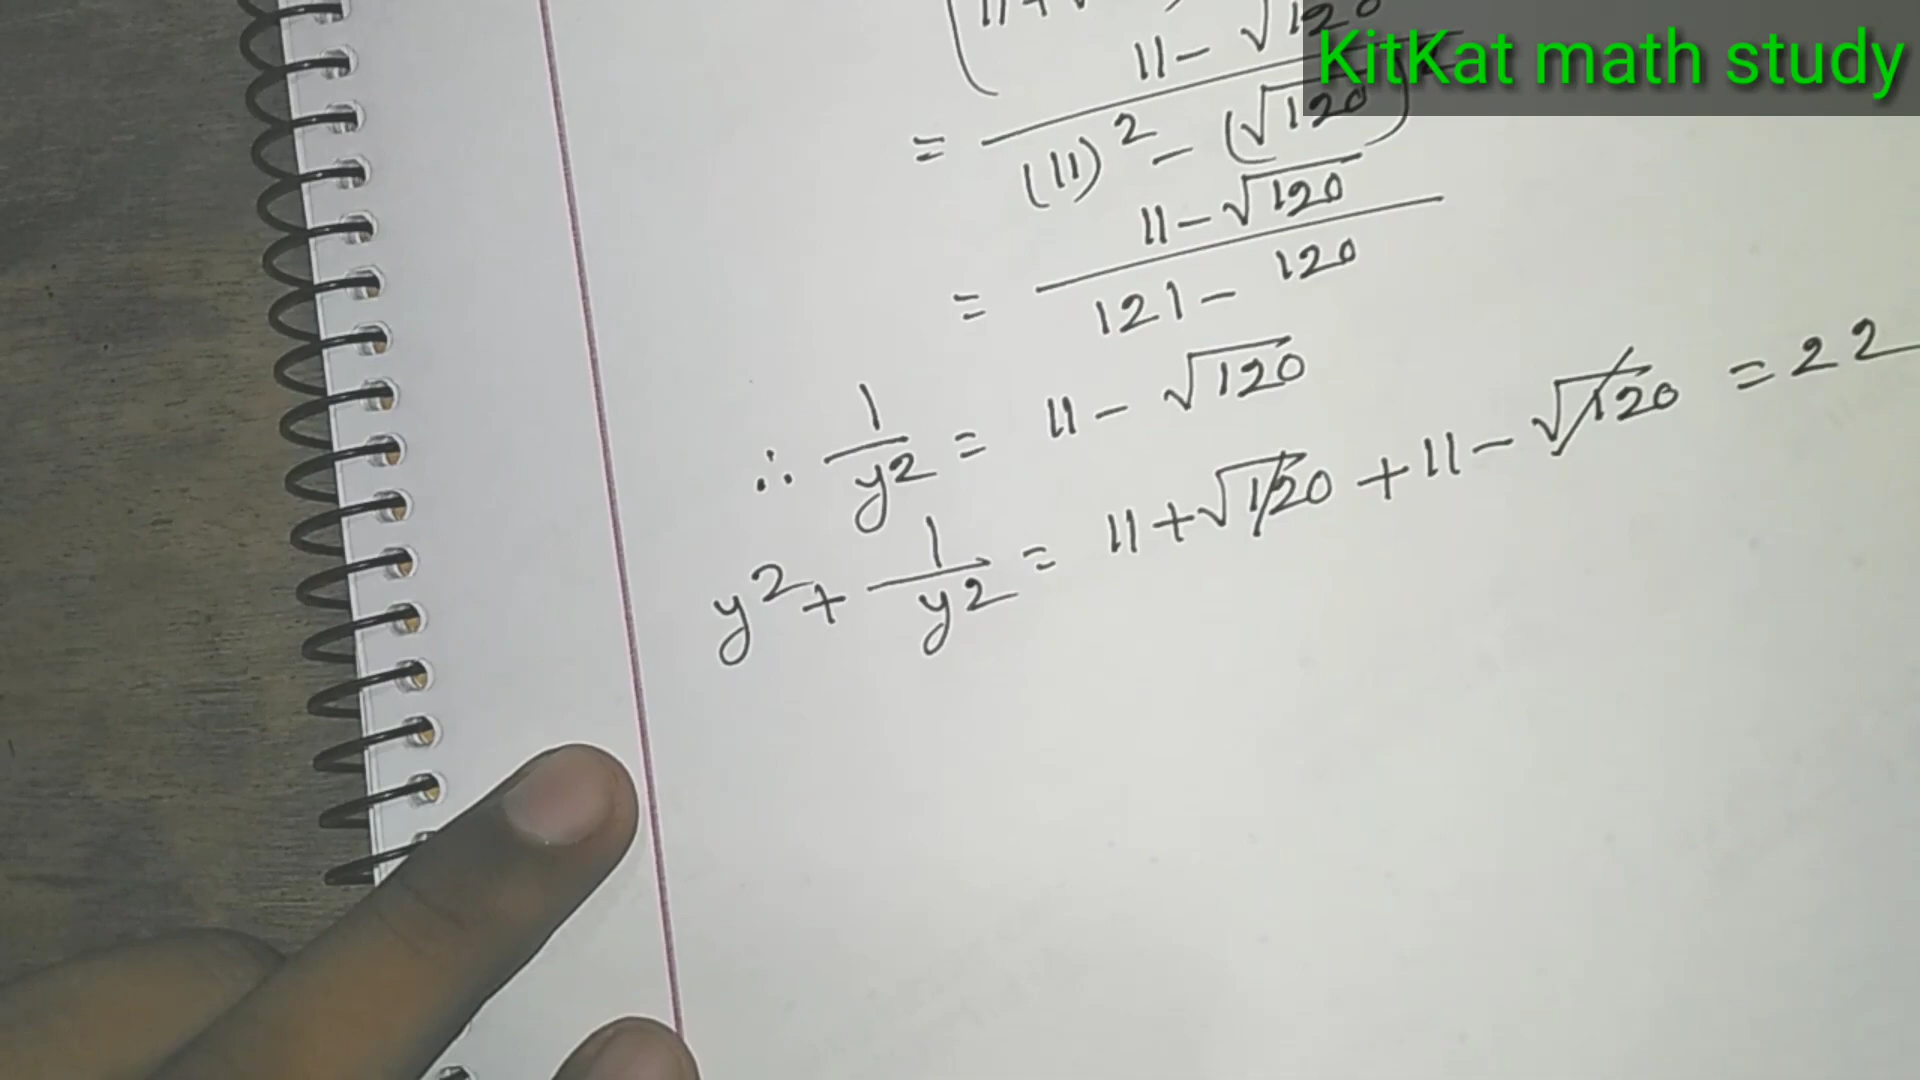 KitKat math study
11 - √120
= (11)² - (√120)
11 - √120
= 121 - 120
∴ 1/y² = 11 - √120
y² + 1/y² = 11 + √120 + 11 - √120 = 22